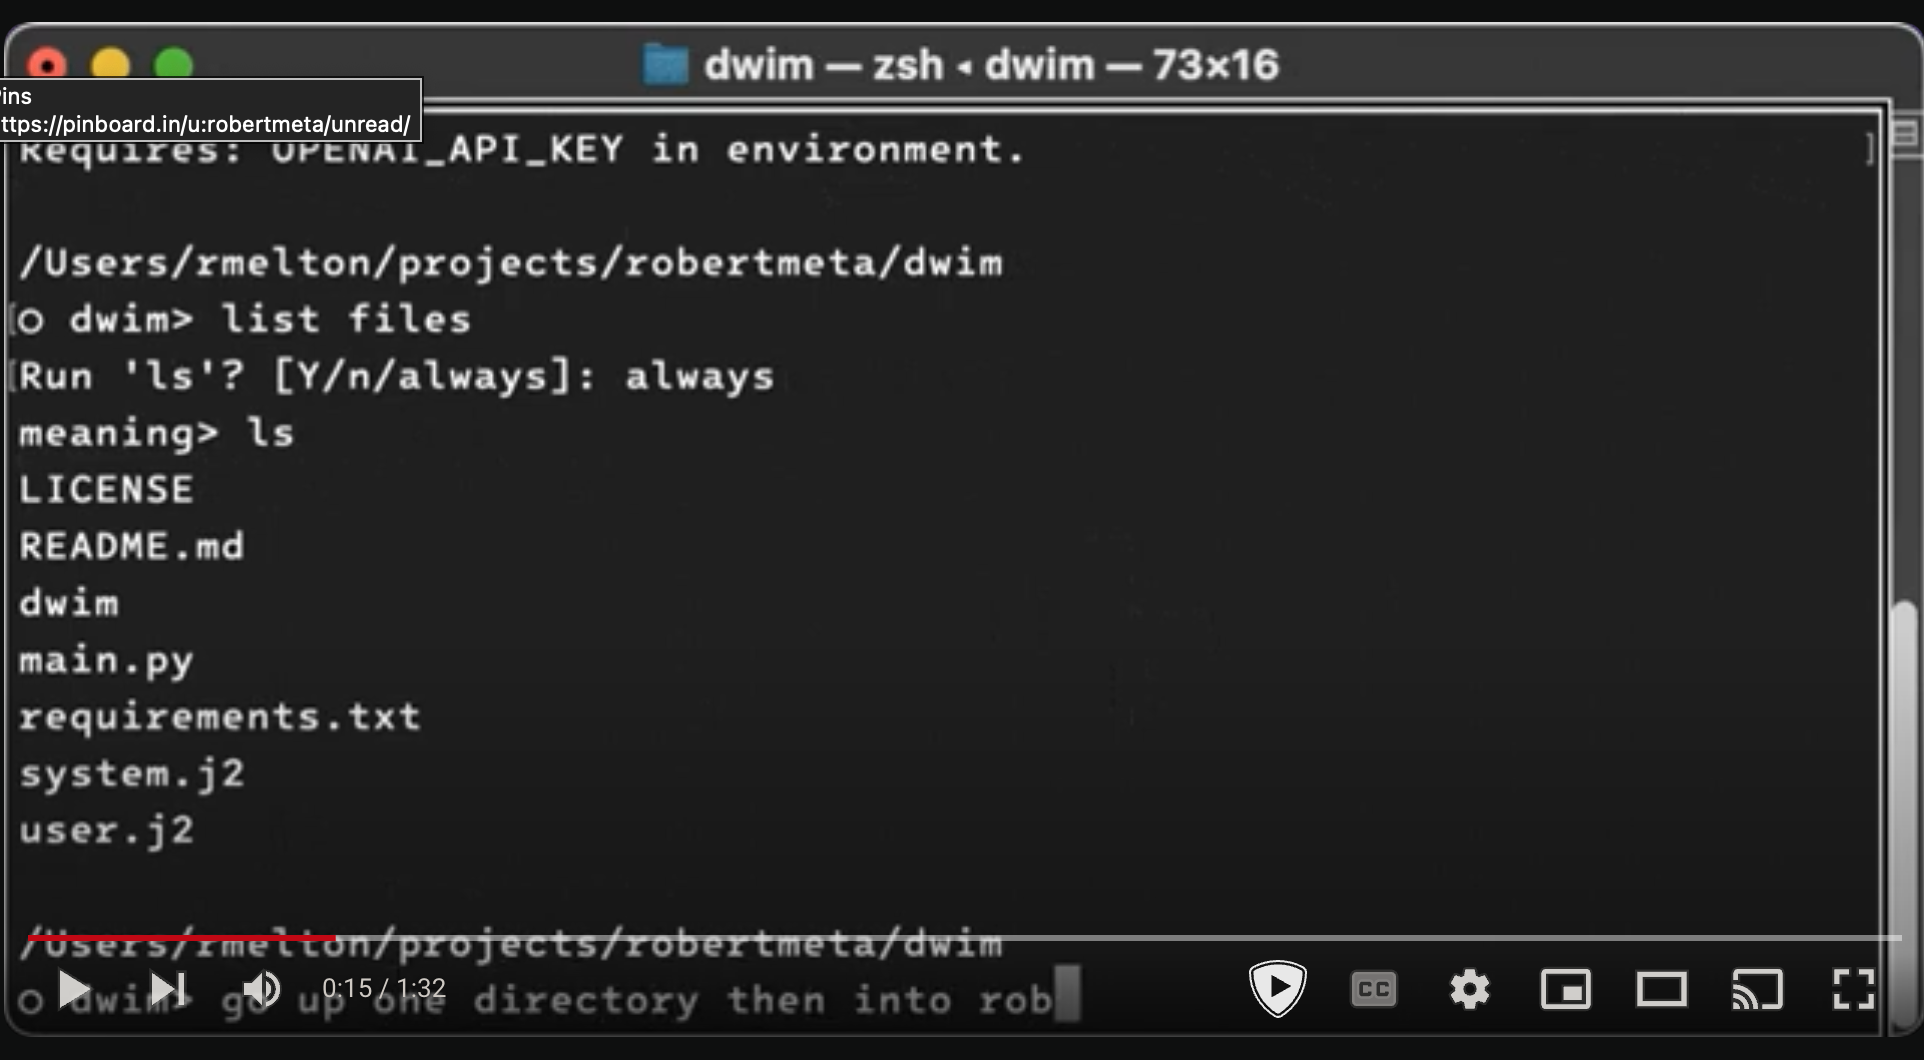 dwim — zsh ◂ dwim — 73×16
ins
ttps://pinboard.in/u:robertmeta/unread/
Requires: OPENAI_API_KEY in environment. ]
/Users/rmelton/projects/robertmeta/dwim
[○ dwim> list files
[Run 'ls'? [Y/n/always]: always
meaning> ls
LICENSE
README.md
dwim
main.py
requirements.txt
system.j2
user.j2
/Users/rmelton/projects/robertmeta/dwim
○ dwim> go up one directory then into rob
0:15 / 1:32
CC